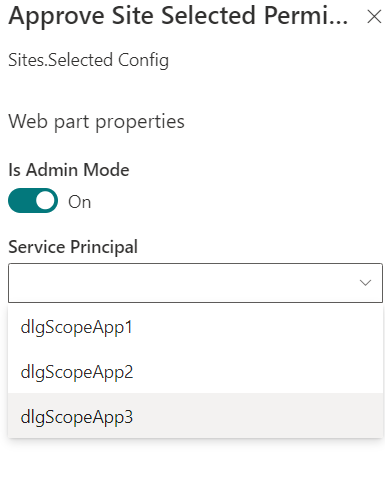 Approve Site Selected Permi...
Sites.Selected Config
Web part properties
Is Admin Mode
On
Service Principal
dlgScopeApp1
dlgScopeApp2
dlgScopeApp3